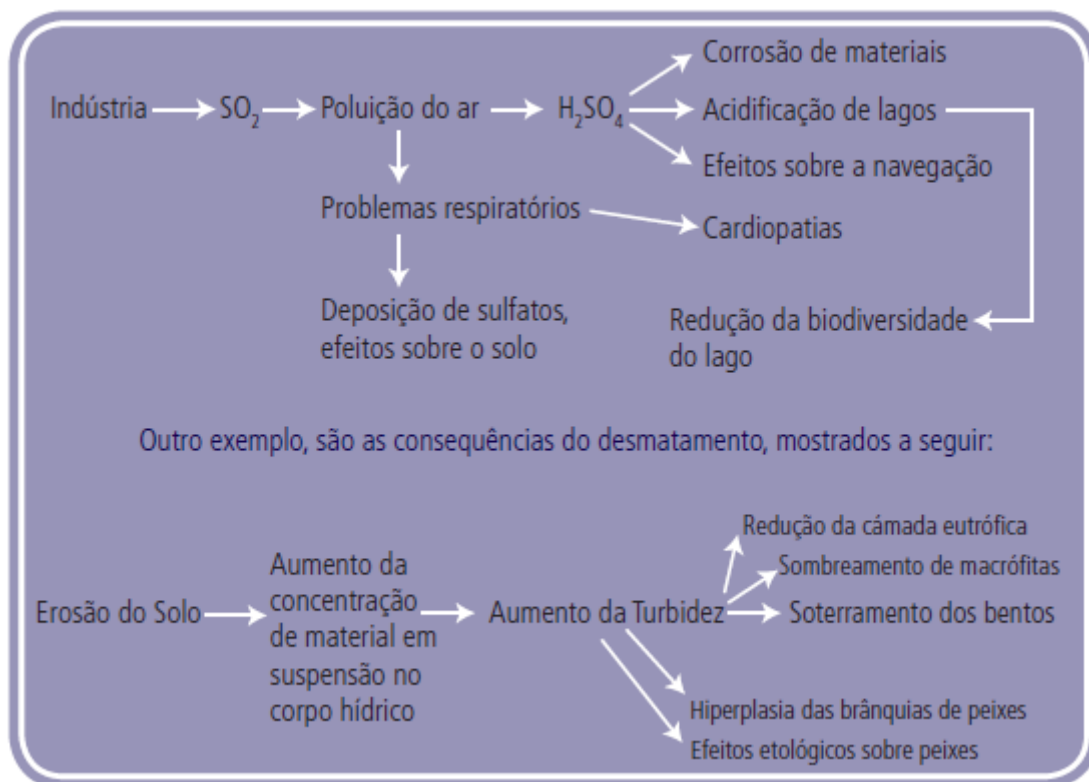 Corrosão de materiais
Indústria SO₂ Poluição do ar H₂SO₄ Acidificação de lagos
Efeitos sobre a navegação
Problemas respiratórios
Cardiopatias
Deposição de sulfatos,
efeitos sobre o solo
Redução da biodiversidade
do lago
Outro exemplo, são as consequências do desmatamento, mostrados a seguir:
Redução da cámada eutrófica
Sombreamento de macrófitas
Erosão do Solo
Aumento da
concentração
de material em
suspensão no
corpo hídrico
Aumento da Turbidez
Soterramento dos bentos
Hiperplasia das brânquias de peixes
Efeitos etológicos sobre peixes